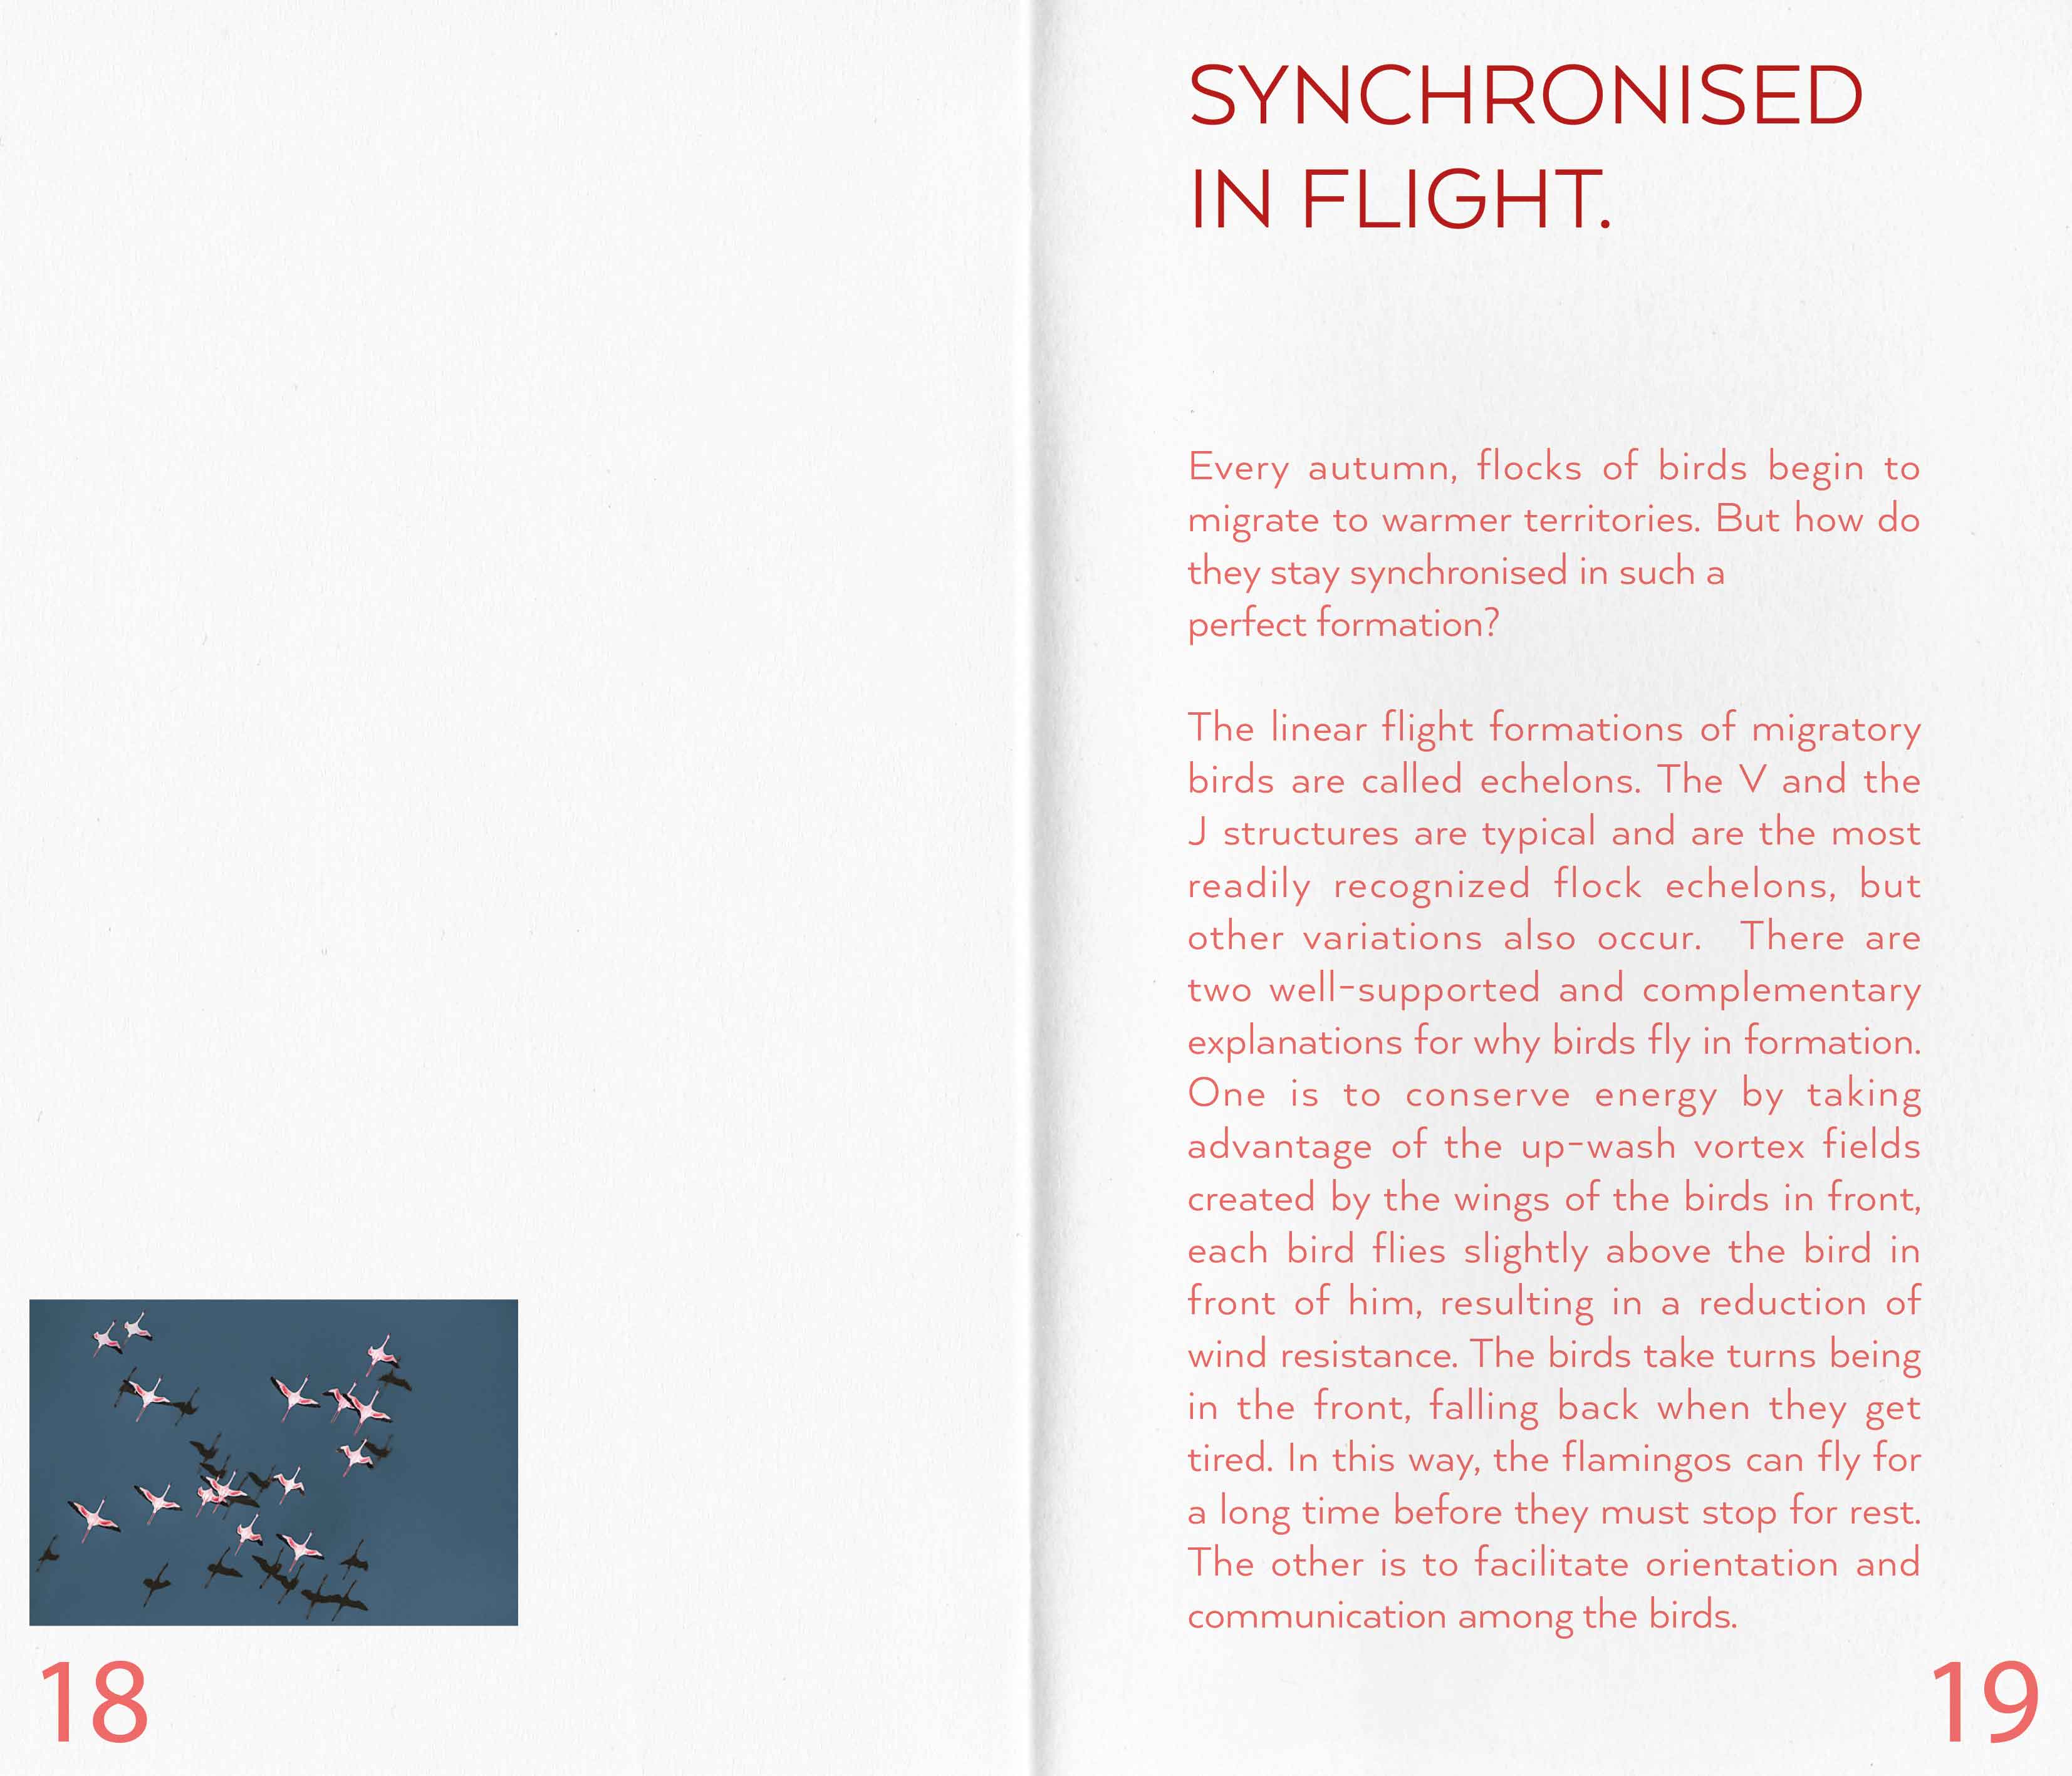 SYNCHRONISED
IN FLIGHT.
Every autumn, flocks of birds begin to
migrate to warmer territories. But how do
they stay synchronised in such a
perfect formation?
The linear flight formations of migratory
birds are called echelons. The V and the
J structures are typical and are the most
readily recognized flock echelons, but
other variations also occur.  There are
two well-supported and complementary
explanations for why birds fly in formation.
One is to conserve energy by taking
advantage of the up-wash vortex fields
created by the wings of the birds in front,
each bird flies slightly above the bird in
front of him, resulting in a reduction of
wind resistance. The birds take turns being
in the front, falling back when they get
tired. In this way, the flamingos can fly for
a long time before they must stop for rest.
The other is to facilitate orientation and
communication among the birds.
18
19